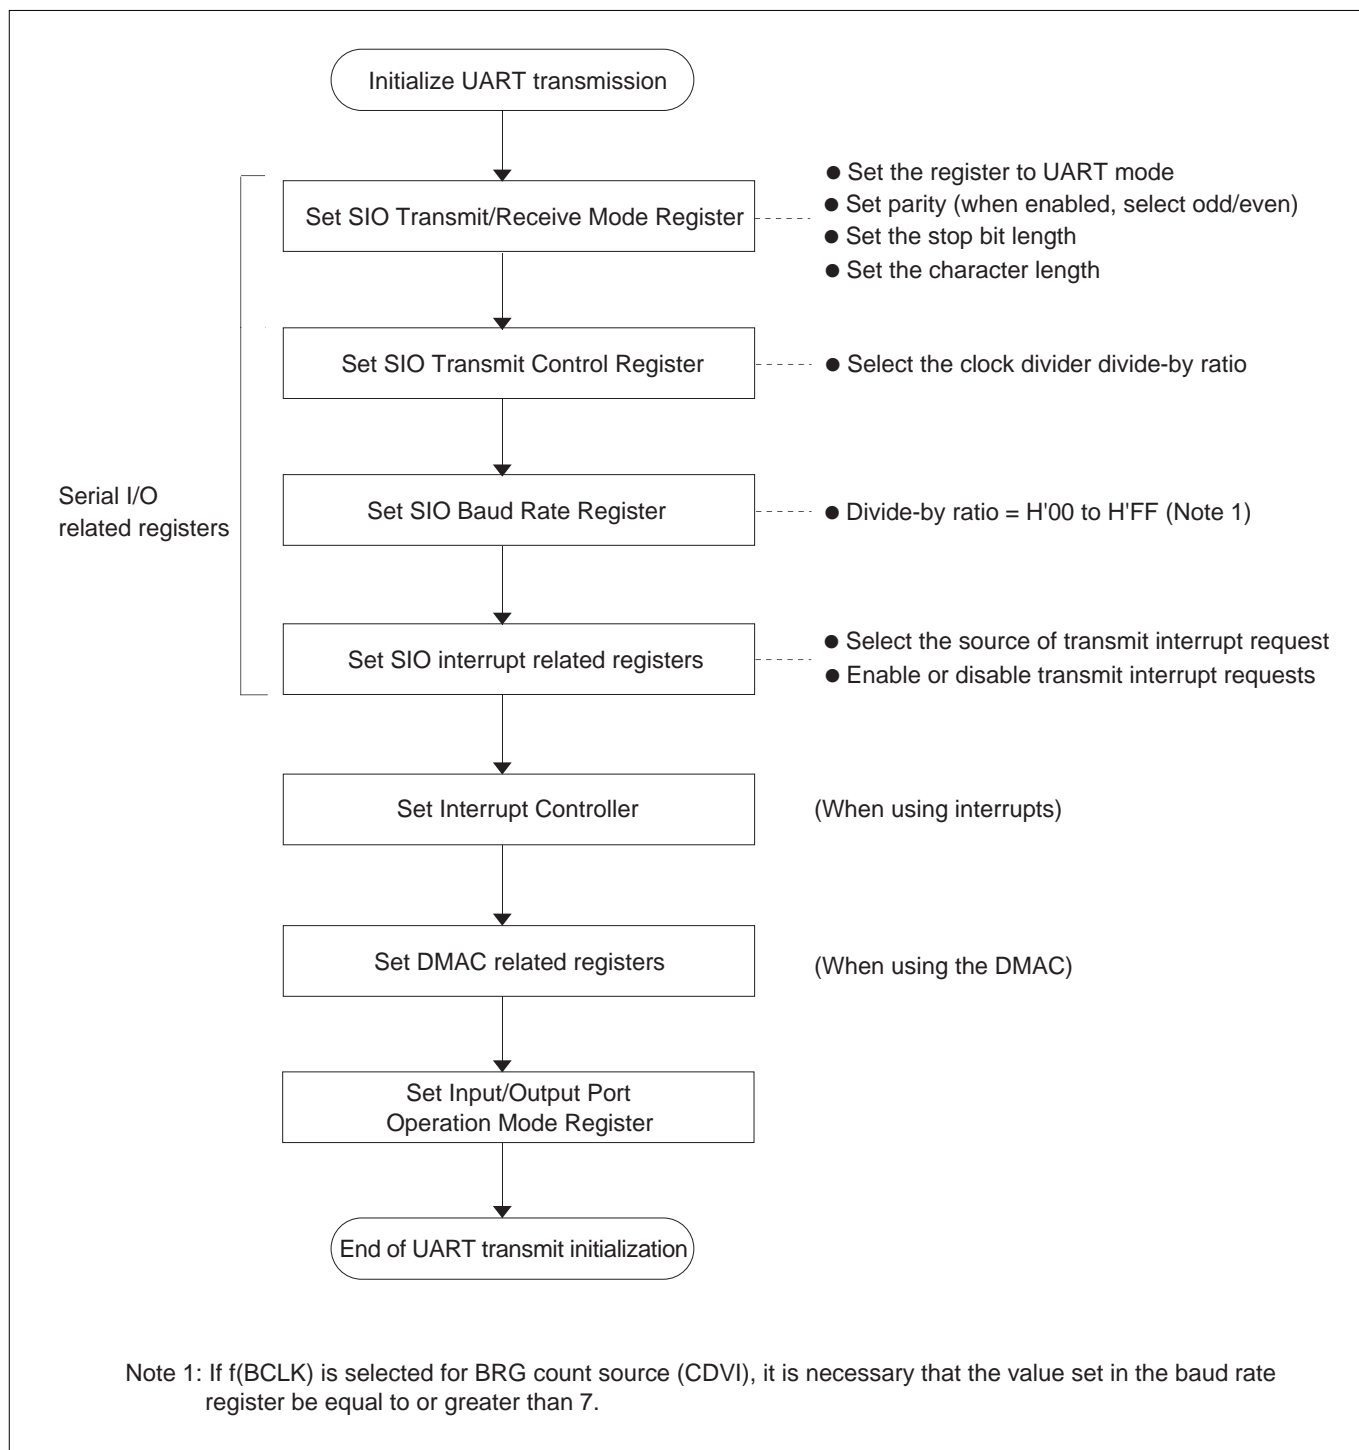 Initialize UART transmission
Set SIO Transmit/Receive Mode Register
● Set the register to UART mode
● Set parity (when enabled, select odd/even)
● Set the stop bit length
● Set the character length
Set SIO Transmit Control Register
● Select the clock divider divide-by ratio
Serial I/O
related registers
Set SIO Baud Rate Register
● Divide-by ratio = H'00 to H'FF (Note 1)
Set SIO interrupt related registers
● Select the source of transmit interrupt request
● Enable or disable transmit interrupt requests
Set Interrupt Controller
(When using interrupts)
Set DMAC related registers
(When using the DMAC)
Set Input/Output Port
Operation Mode Register
End of UART transmit initialization
Note 1: If f(BCLK) is selected for BRG count source (CDVI), it is necessary that the value set in the baud rate
register be equal to or greater than 7.